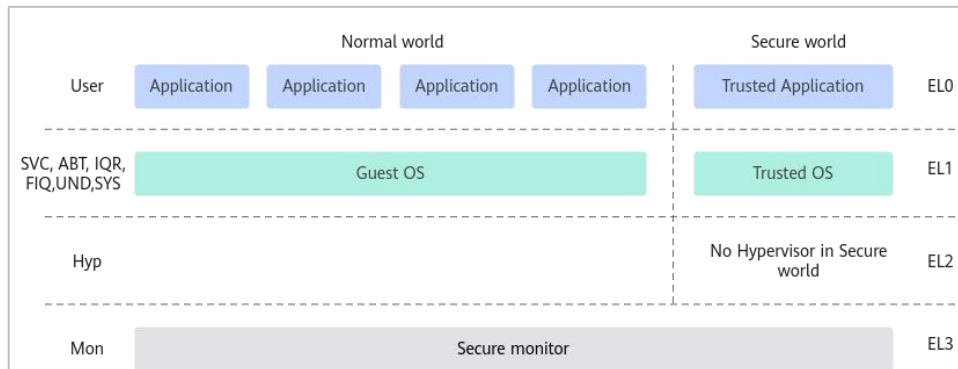 Normal world
Secure world
User
Application
Application
Application
Application
Trusted Application
EL0
SVC, ABT, IQR,
FIQ,UND,SYS
Guest OS
Trusted OS
EL1
Hyp
No Hypervisor in Secure
world
EL2
Mon
Secure monitor
EL3